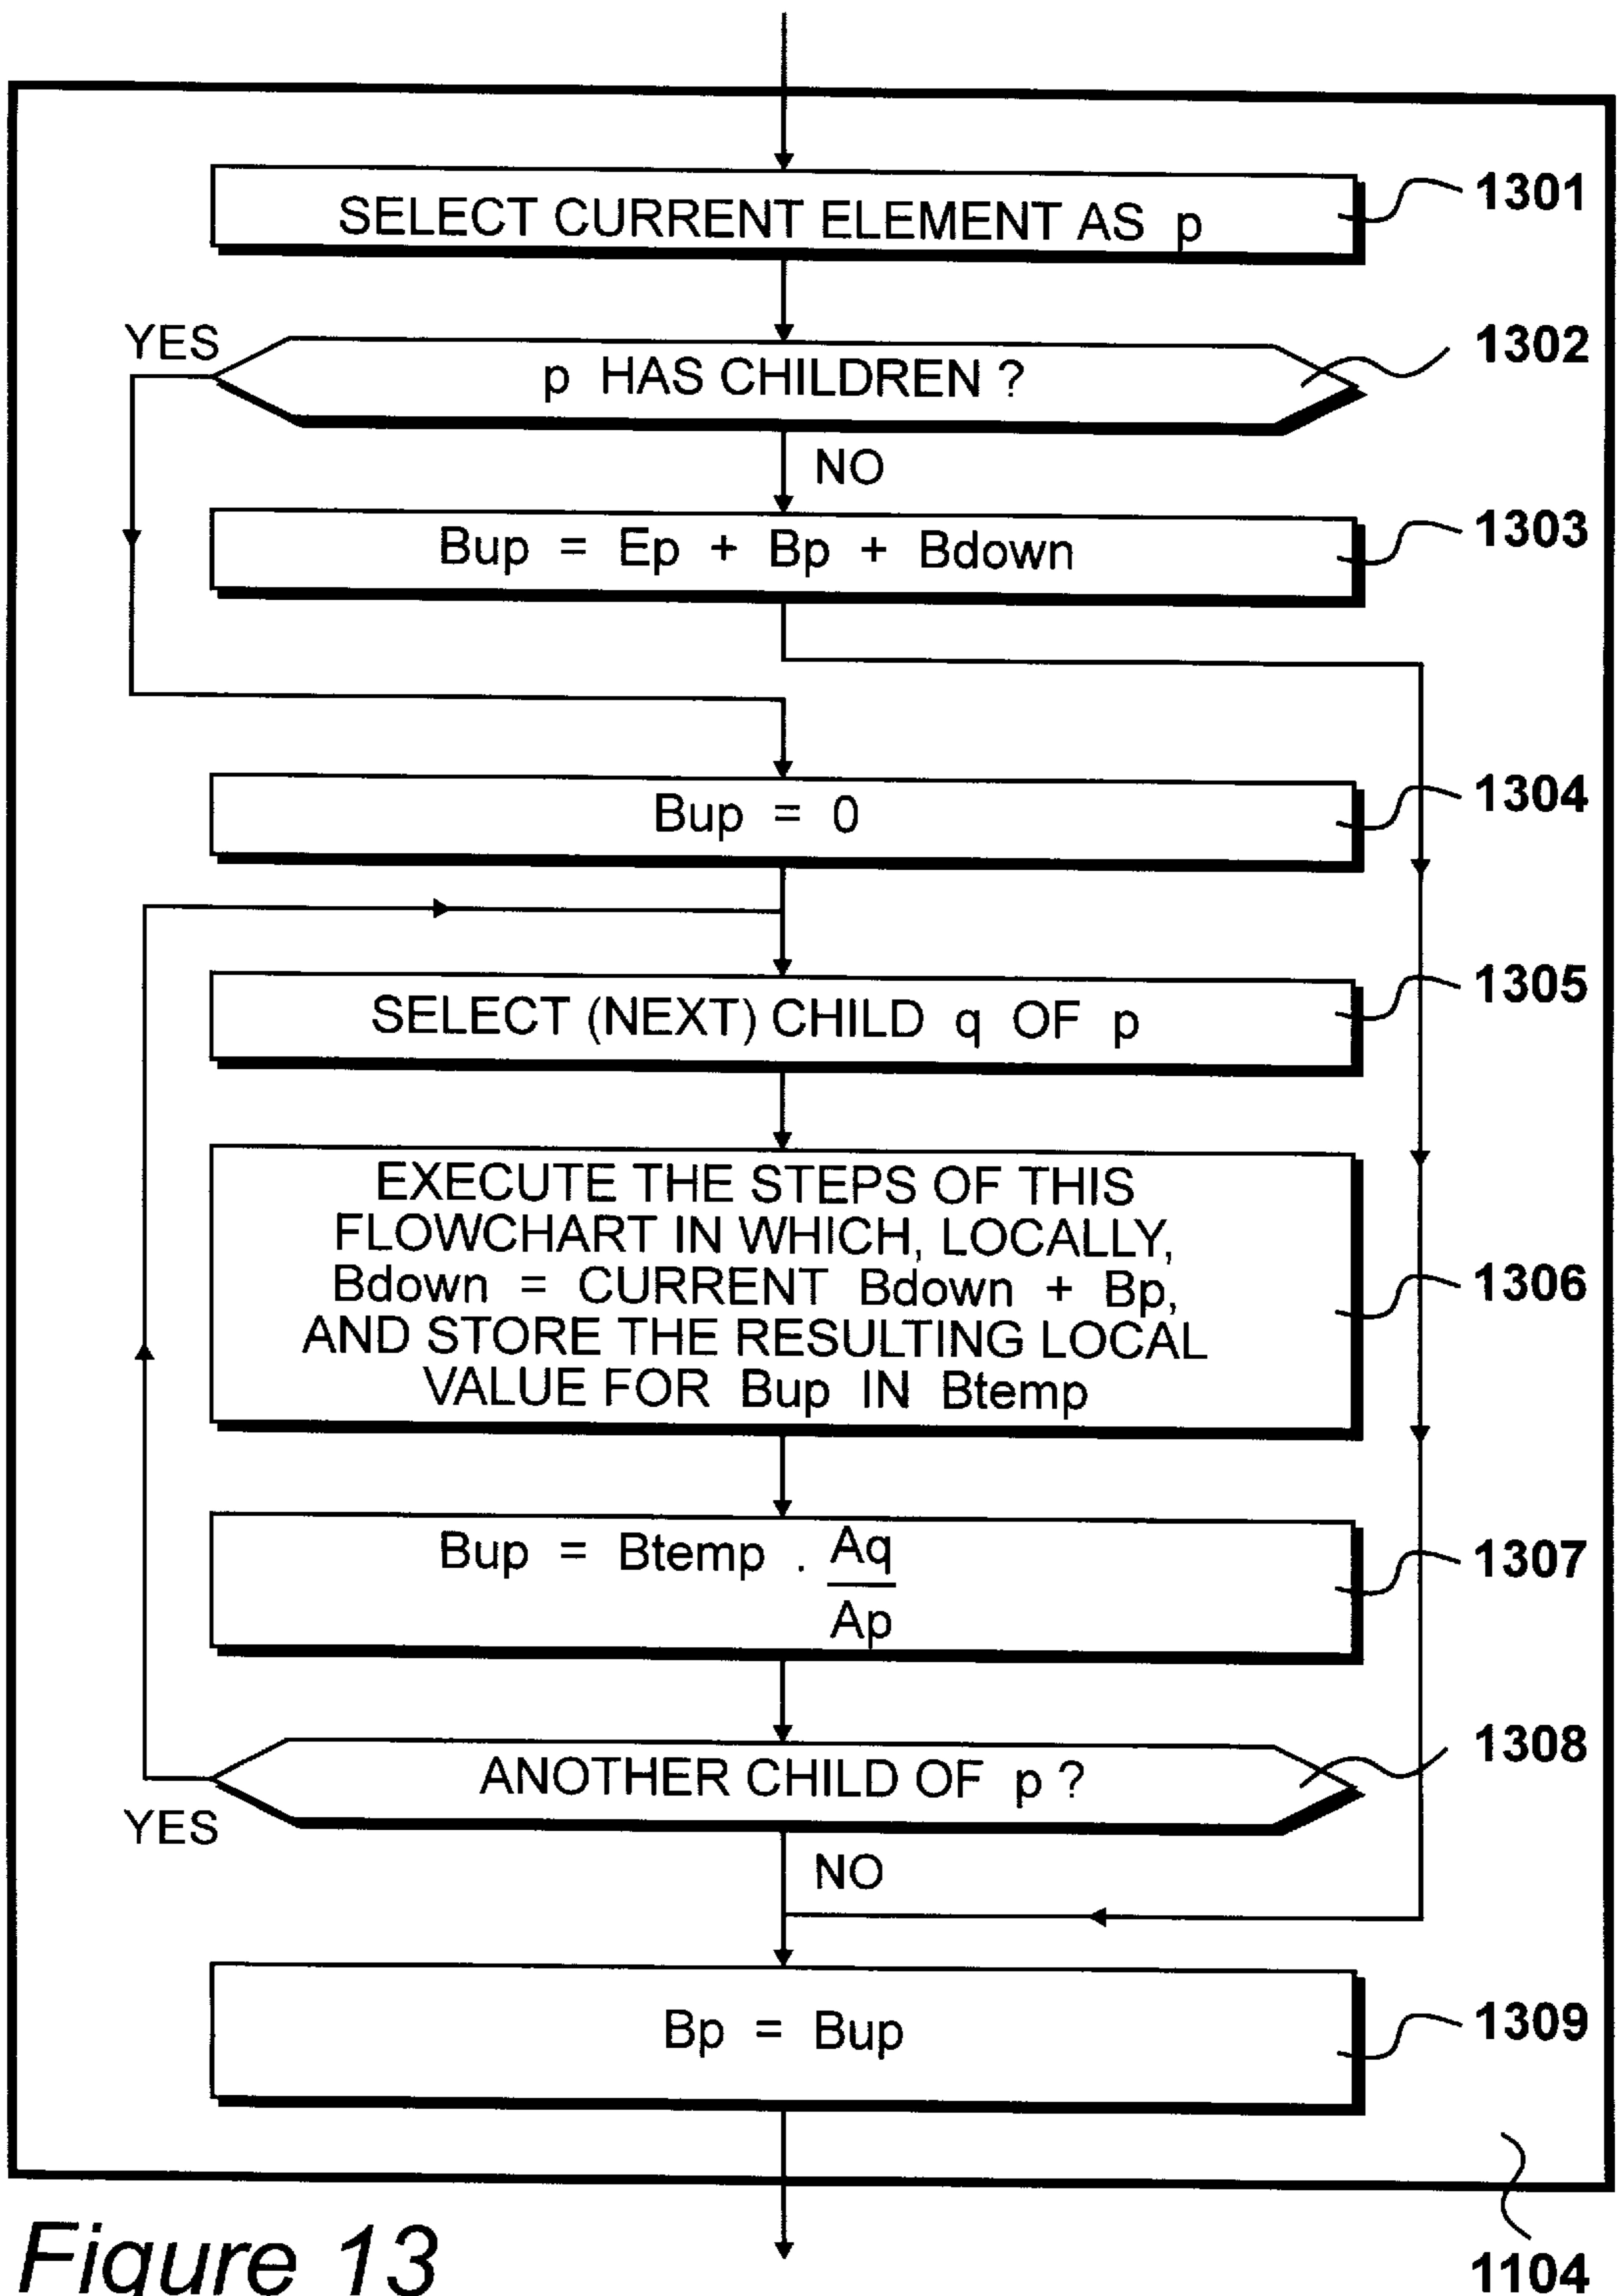 SELECT CURRENT ELEMENT AS p
1301
YES
p HAS CHILDREN ?
1302
NO
Bup = Ep + Bp + Bdown
1303
Bup = 0
1304
SELECT (NEXT) CHILD q OF p
1305
EXECUTE THE STEPS OF THIS
FLOWCHART IN WHICH, LOCALLY,
Bdown = CURRENT Bdown + Bp,
AND STORE THE RESULTING LOCAL
VALUE FOR Bup IN Btemp
1306
Bup = Btemp . Aq
Ap
1307
ANOTHER CHILD OF p ?
1308
YES
NO
Bp = Bup
1309
Figure 13
1104